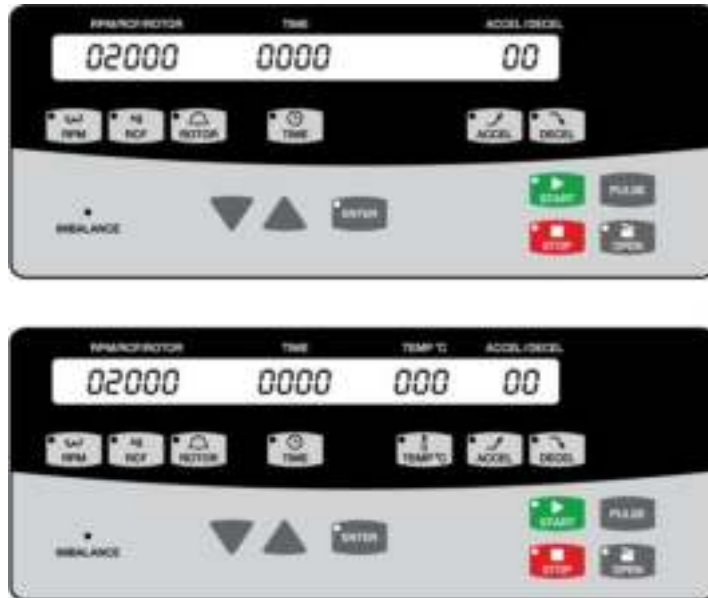 RPM/RCF/ROTOR TIME ACCEL/DECEL
02000 0000 00
RPM RCF ROTOR TIME ACCEL DECEL
START PULSE
ENTER
IMBALANCE
STOP OPEN
RPM/RCF/ROTOR TIME TEMP °C ACCEL/DECEL
02000 0000 000 00
RPM RCF ROTOR TIME TEMP °C ACCEL DECEL
START PULSE
ENTER
IMBALANCE
STOP OPEN